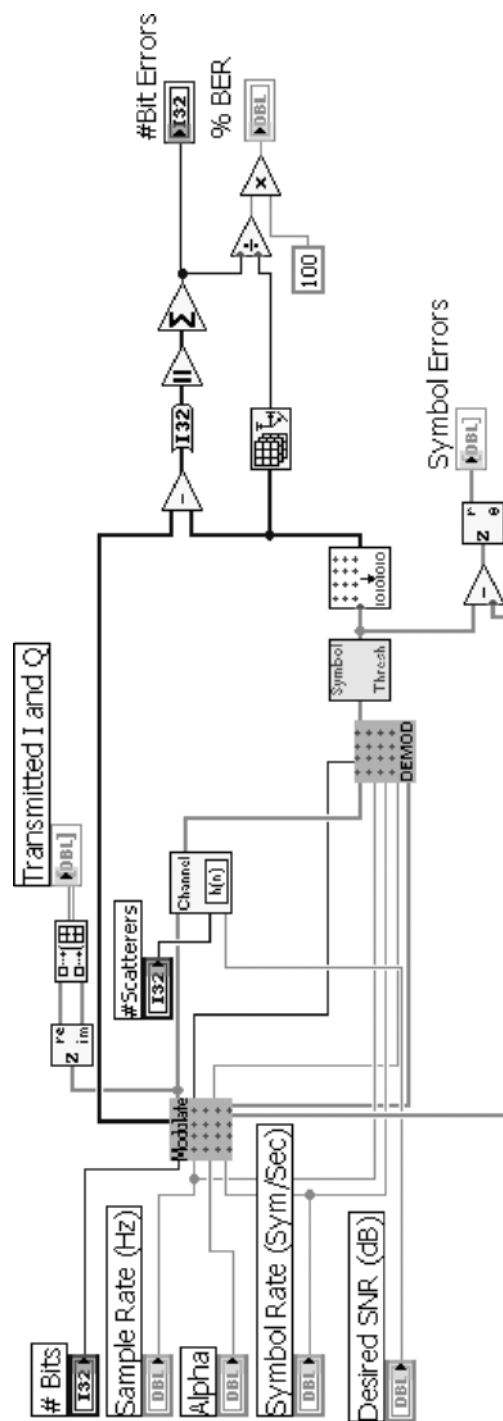 # Bits
I32
Sample Rate (Hz)
DBL
Alpha
DBL
Symbol Rate (Sym/Sec)
DBL
Desired SNR (dB)
DBL
Modulate
z
re
im
Transmitted I and Q
DBL]
#Scatterers
I32
Channel
h(n)
DEMOD
Symbol
Thresh
1010101010
-
I32
||
Σ
÷
100
×
#Bit Errors
I32
% BER
DBL
-
z
r
θ
Symbol Errors
DBL]